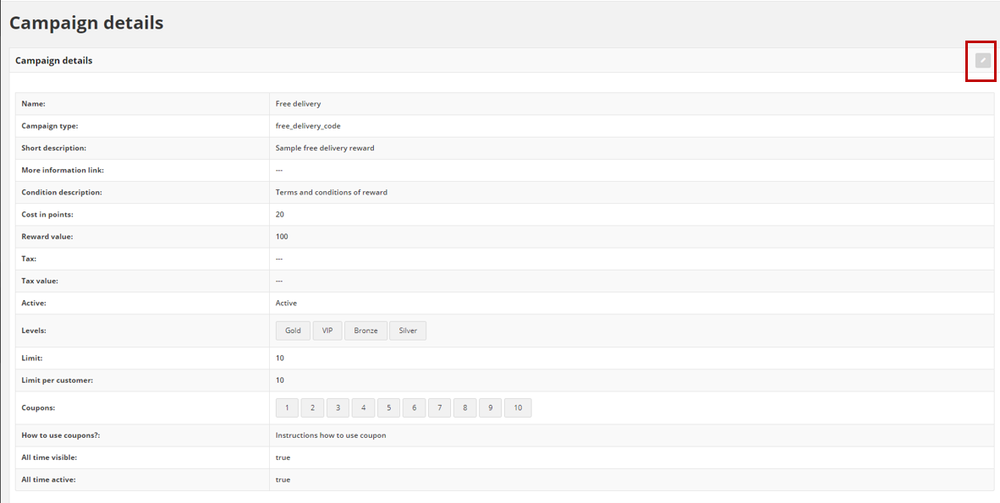 Campaign details
Campaign details
Name: Free delivery
Campaign type: free_delivery_code
Short description: Sample free delivery reward
More information link: ---
Condition description: Terms and conditions of reward
Cost in points: 20
Reward value: 100
Tax: ---
Tax value: ---
Active: Active
Levels: Gold VIP Bronze Silver
Limit: 10
Limit per customer: 10
Coupons: 1 2 3 4 5 6 7 8 9 10
How to use coupons?: Instructions how to use coupon
All time visible: true
All time active: true